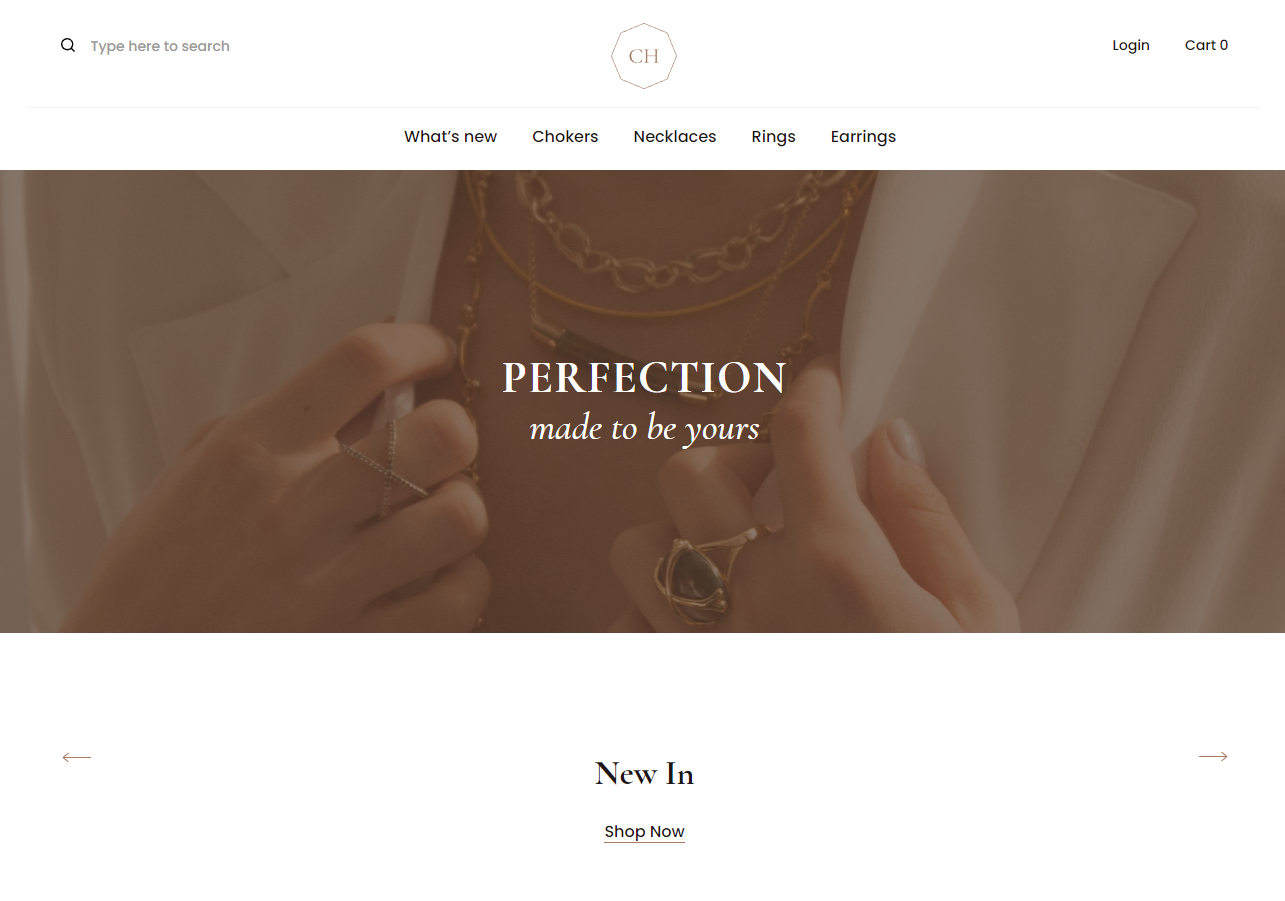 Type here to search
CH
Login
Cart 0
What’s new
Chokers
Necklaces
Rings
Earrings
PERFECTION
made to be yours
New In
Shop Now